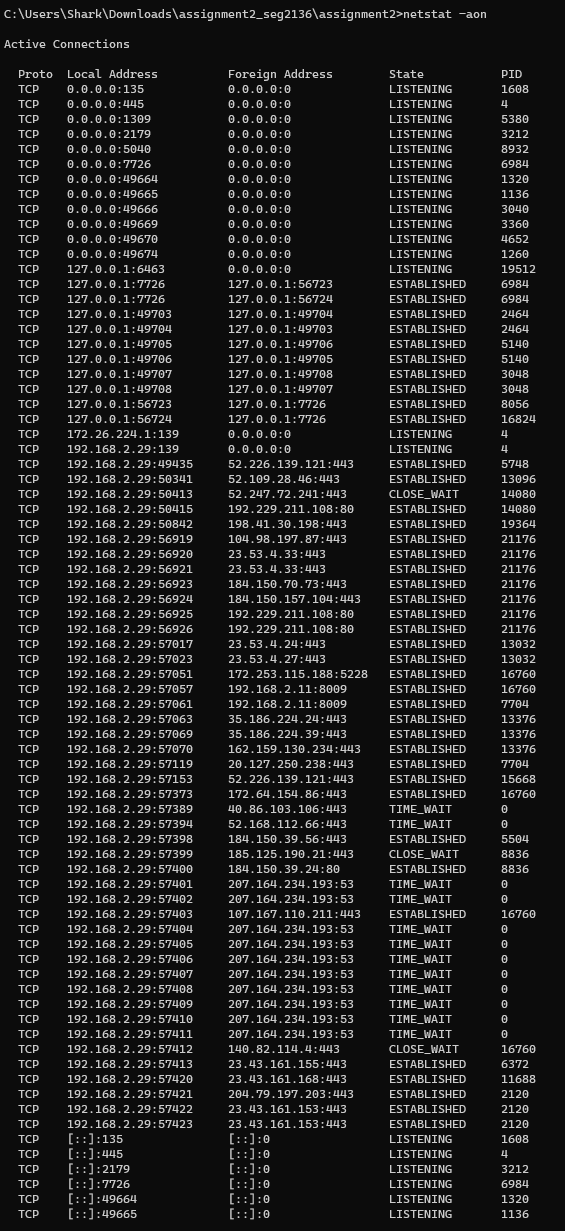 C:\Users\Shark\Downloads\assignment2_seg2136\assignment2>netstat -aon
Active Connections
Proto Local Address Foreign Address State PID
TCP 0.0.0.0:135 0.0.0.0:0 LISTENING 1608
TCP 0.0.0.0:445 0.0.0.0:0 LISTENING 4
TCP 0.0.0.0:1309 0.0.0.0:0 LISTENING 5380
TCP 0.0.0.0:2179 0.0.0.0:0 LISTENING 3212
TCP 0.0.0.0:5040 0.0.0.0:0 LISTENING 8932
TCP 0.0.0.0:7726 0.0.0.0:0 LISTENING 6984
TCP 0.0.0.0:49664 0.0.0.0:0 LISTENING 1320
TCP 0.0.0.0:49665 0.0.0.0:0 LISTENING 1136
TCP 0.0.0.0:49666 0.0.0.0:0 LISTENING 3040
TCP 0.0.0.0:49669 0.0.0.0:0 LISTENING 3360
TCP 0.0.0.0:49670 0.0.0.0:0 LISTENING 4652
TCP 0.0.0.0:49674 0.0.0.0:0 LISTENING 1260
TCP 127.0.0.1:6463 0.0.0.0:0 LISTENING 19512
TCP 127.0.0.1:7726 127.0.0.1:56723 ESTABLISHED 6984
TCP 127.0.0.1:7726 127.0.0.1:56724 ESTABLISHED 6984
TCP 127.0.0.1:49703 127.0.0.1:49704 ESTABLISHED 2464
TCP 127.0.0.1:49704 127.0.0.1:49703 ESTABLISHED 2464
TCP 127.0.0.1:49705 127.0.0.1:49706 ESTABLISHED 5140
TCP 127.0.0.1:49706 127.0.0.1:49705 ESTABLISHED 5140
TCP 127.0.0.1:49707 127.0.0.1:49708 ESTABLISHED 3048
TCP 127.0.0.1:49708 127.0.0.1:49707 ESTABLISHED 3048
TCP 127.0.0.1:56723 127.0.0.1:7726 ESTABLISHED 8056
TCP 127.0.0.1:56724 127.0.0.1:7726 ESTABLISHED 16824
TCP 172.26.224.1:139 0.0.0.0:0 LISTENING 4
TCP 192.168.2.29:139 0.0.0.0:0 LISTENING 4
TCP 192.168.2.29:49435 52.226.139.121:443 ESTABLISHED 5748
TCP 192.168.2.29:50341 52.109.28.46:443 ESTABLISHED 13096
TCP 192.168.2.29:50413 52.247.72.241:443 CLOSE_WAIT 14080
TCP 192.168.2.29:50415 192.229.211.108:80 ESTABLISHED 14080
TCP 192.168.2.29:50842 198.41.30.198:443 ESTABLISHED 19364
TCP 192.168.2.29:56919 104.98.197.87:443 ESTABLISHED 21176
TCP 192.168.2.29:56920 23.53.4.33:443 ESTABLISHED 21176
TCP 192.168.2.29:56921 23.53.4.33:443 ESTABLISHED 21176
TCP 192.168.2.29:56923 184.150.70.73:443 ESTABLISHED 21176
TCP 192.168.2.29:56924 184.150.157.104:443 ESTABLISHED 21176
TCP 192.168.2.29:56925 192.229.211.108:80 ESTABLISHED 21176
TCP 192.168.2.29:56926 192.229.211.108:80 ESTABLISHED 21176
TCP 192.168.2.29:57017 23.53.4.24:443 ESTABLISHED 13032
TCP 192.168.2.29:57023 23.53.4.27:443 ESTABLISHED 13032
TCP 192.168.2.29:57051 172.253.115.188:5228 ESTABLISHED 16760
TCP 192.168.2.29:57057 192.168.2.11:8009 ESTABLISHED 16760
TCP 192.168.2.29:57061 192.168.2.11:8009 ESTABLISHED 7704
TCP 192.168.2.29:57063 35.186.224.24:443 ESTABLISHED 13376
TCP 192.168.2.29:57069 35.186.224.39:443 ESTABLISHED 13376
TCP 192.168.2.29:57070 162.159.130.234:443 ESTABLISHED 13376
TCP 192.168.2.29:57119 20.127.250.238:443 ESTABLISHED 7704
TCP 192.168.2.29:57153 52.226.139.121:443 ESTABLISHED 15668
TCP 192.168.2.29:57373 172.64.154.86:443 ESTABLISHED 16760
TCP 192.168.2.29:57389 40.86.103.106:443 TIME_WAIT 0
TCP 192.168.2.29:57394 52.168.112.66:443 TIME_WAIT 0
TCP 192.168.2.29:57398 184.150.39.56:443 ESTABLISHED 5504
TCP 192.168.2.29:57399 185.125.190.21:443 CLOSE_WAIT 8836
TCP 192.168.2.29:57400 184.150.39.24:80 ESTABLISHED 8836
TCP 192.168.2.29:57401 207.164.234.193:53 TIME_WAIT 0
TCP 192.168.2.29:57402 207.164.234.193:53 TIME_WAIT 0
TCP 192.168.2.29:57403 107.167.110.211:443 ESTABLISHED 16760
TCP 192.168.2.29:57404 207.164.234.193:53 TIME_WAIT 0
TCP 192.168.2.29:57405 207.164.234.193:53 TIME_WAIT 0
TCP 192.168.2.29:57406 207.164.234.193:53 TIME_WAIT 0
TCP 192.168.2.29:57407 207.164.234.193:53 TIME_WAIT 0
TCP 192.168.2.29:57408 207.164.234.193:53 TIME_WAIT 0
TCP 192.168.2.29:57409 207.164.234.193:53 TIME_WAIT 0
TCP 192.168.2.29:57410 207.164.234.193:53 TIME_WAIT 0
TCP 192.168.2.29:57411 207.164.234.193:53 TIME_WAIT 0
TCP 192.168.2.29:57412 140.82.114.4:443 CLOSE_WAIT 16760
TCP 192.168.2.29:57413 23.43.161.155:443 ESTABLISHED 6372
TCP 192.168.2.29:57420 23.43.161.168:443 ESTABLISHED 11688
TCP 192.168.2.29:57421 204.79.197.203:443 ESTABLISHED 2120
TCP 192.168.2.29:57422 23.43.161.153:443 ESTABLISHED 2120
TCP 192.168.2.29:57423 23.43.161.153:443 ESTABLISHED 2120
TCP [::]:135 [::]:0 LISTENING 1608
TCP [::]:445 [::]:0 LISTENING 4
TCP [::]:2179 [::]:0 LISTENING 3212
TCP [::]:7726 [::]:0 LISTENING 6984
TCP [::]:49664 [::]:0 LISTENING 1320
TCP [::]:49665 [::]:0 LISTENING 1136